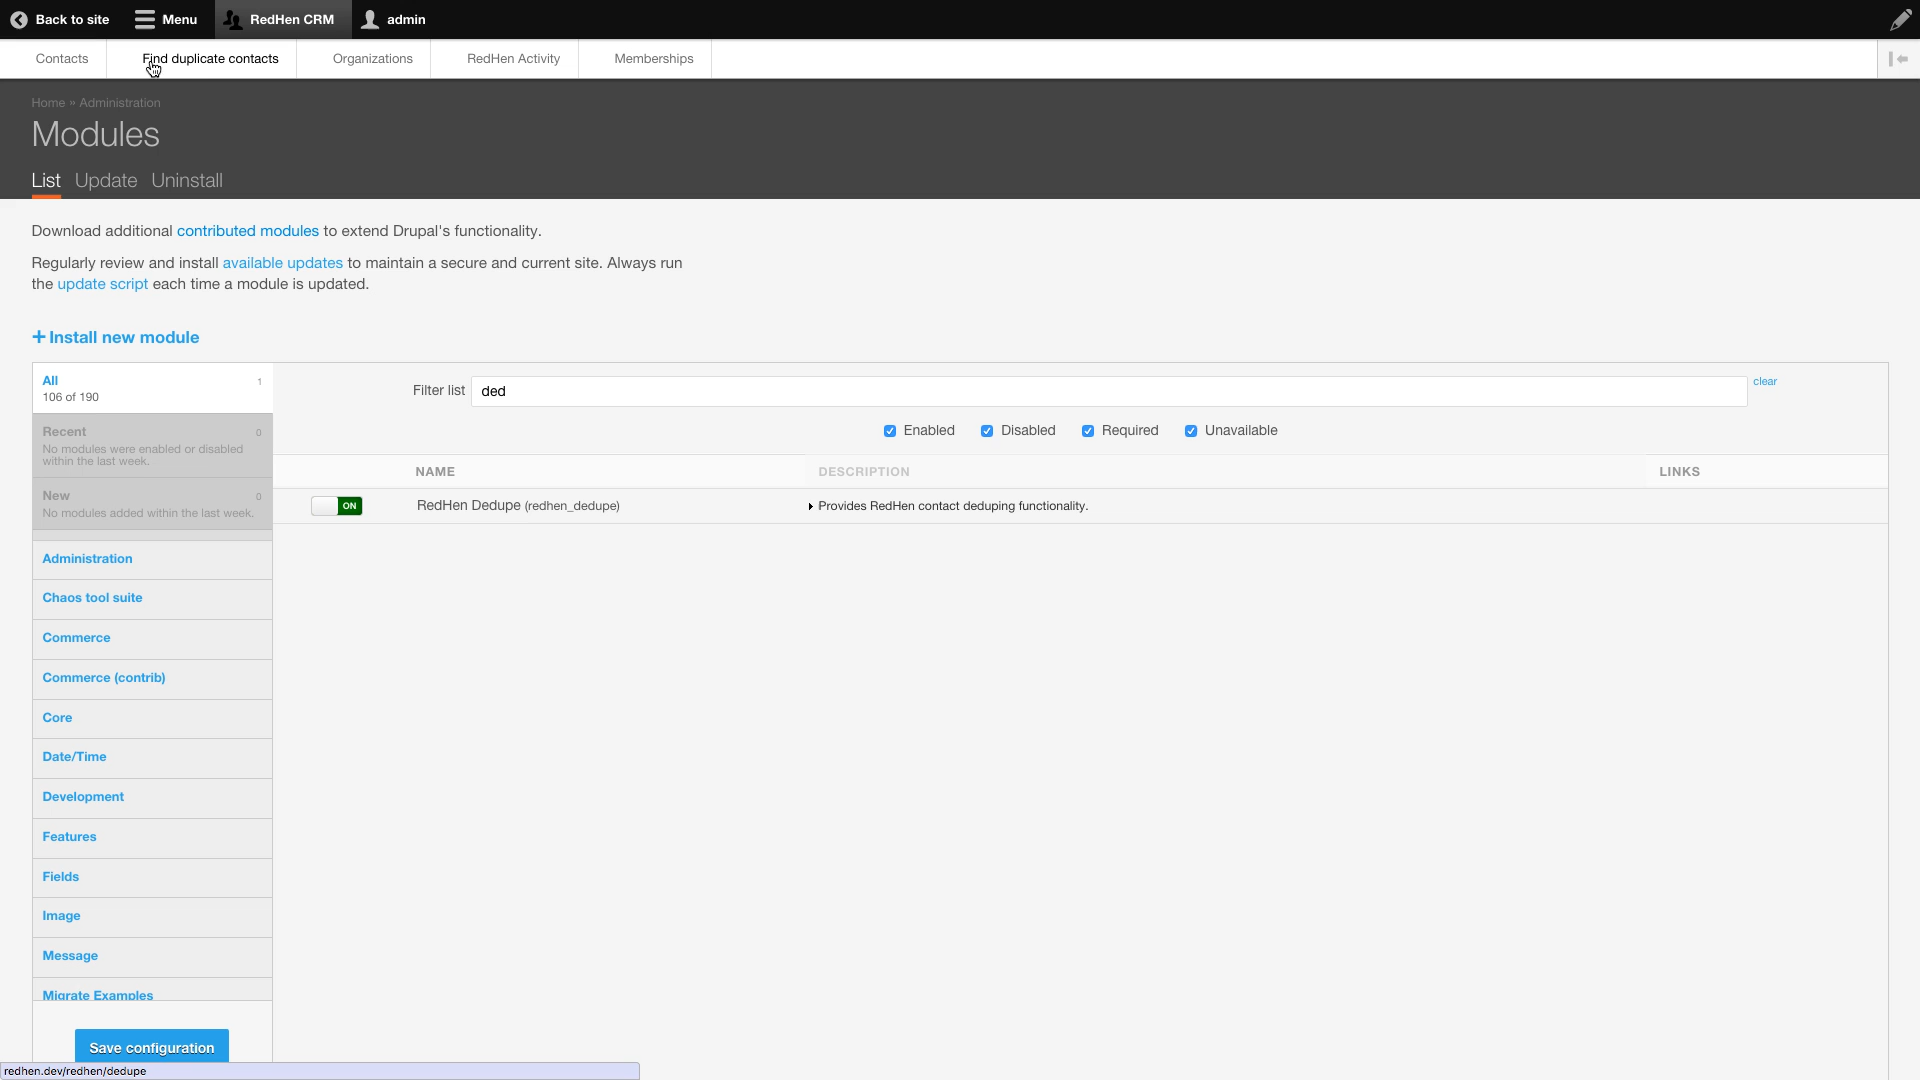 Back to site
Menu
RedHen CRM
admin
Contacts
Find duplicate contacts
Organizations
RedHen Activity
Memberships
Home » Administration
Modules
List
Update
Uninstall
Download additional contributed modules to extend Drupal's functionality.
Regularly review and install available updates to maintain a secure and current site. Always run
the update script each time a module is updated.
+ Install new module
All
1
106 of 190
Recent
0
No modules were enabled or disabled
within the last week.
New
0
No modules added within the last week.
Administration
Chaos tool suite
Commerce
Commerce (contrib)
Core
Date/Time
Development
Features
Fields
Image
Message
Migrate Examples
Save configuration
Filter list
ded
clear
Enabled
Disabled
Required
Unavailable
NAME
DESCRIPTION
LINKS
ON
RedHen Dedupe (redhen_dedupe)
Provides RedHen contact deduping functionality.
redhen.dev/redhen/dedupe